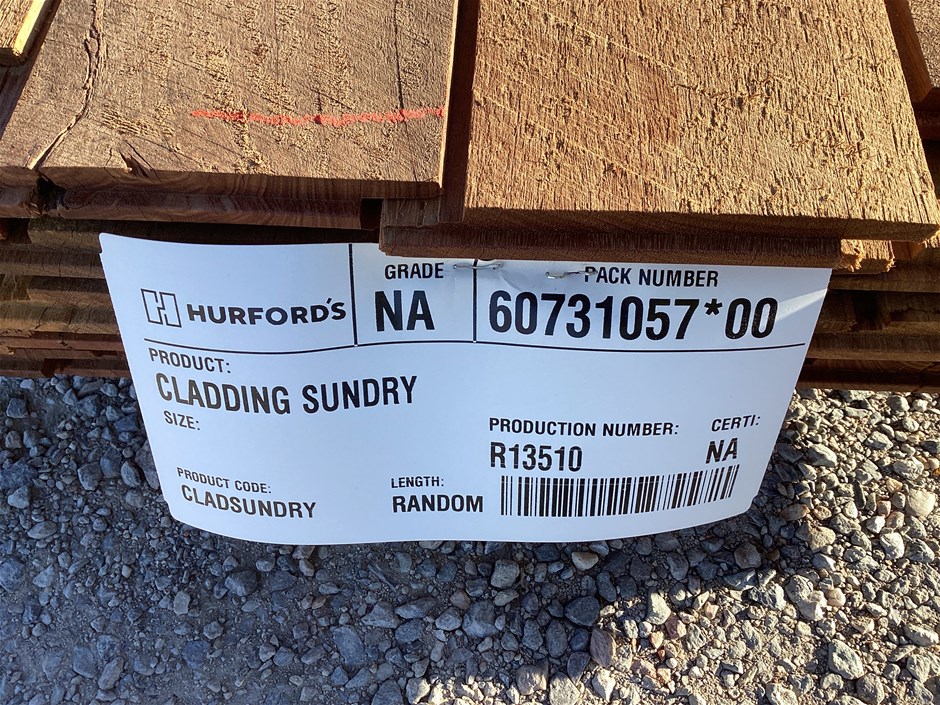 HURFORD'S
GRADE
NA
PACK NUMBER
60731057*00
PRODUCT:
CLADDING SUNDRY
SIZE:
PRODUCTION NUMBER:
R13510
CERTI:
NA
PRODUCT CODE:
CLADSUNDRY
LENGTH:
RANDOM